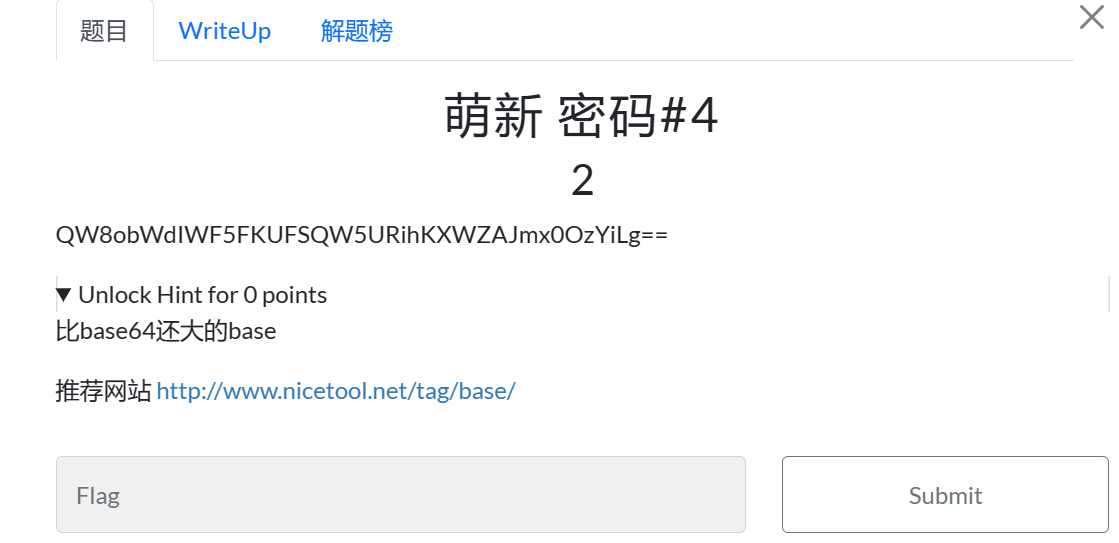 题目 WriteUp 解题榜
萌新 密码#4
2
QW8obWdIWF5FKUFSQW5URihKXWZAJmx0OzYiLg==
▼ Unlock Hint for 0 points
比base64还大的base
推荐网站 http://www.nicetool.net/tag/base/
Flag Submit